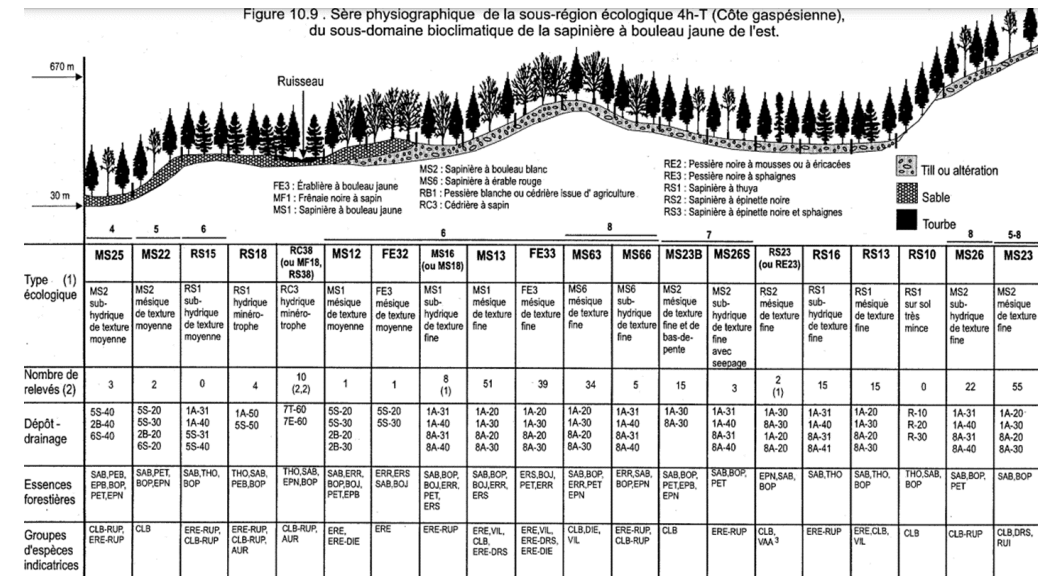 Figure 10.9 . Sère physiographique de la sous-région écologique 4h-T (Côte gaspésienne),
du sous-domaine bioclimatique de la sapinière à bouleau jaune de l'est.
670 m
Ruisseau
30 m
FE3 : Érablière à bouleau jaune
MF1 : Frênaie noire à sapin
MS1 : Sapinière à bouleau jaune
MS2 : Sapinière à bouleau blanc
MS6 : Sapinière à érable rouge
RB1 : Pessière blanche ou cédrière issue d' agriculture
RC3 : Cédrière à sapin
RE2 : Pessière noire à mousses ou à éricacées
RE3 : Pessière noire à sphaignes
RS1 : Sapinière à thuya
RS2 : Sapinière à épinette noire
RS3 : Sapinière à épinette noire et sphaignes
Till ou altération
Sable
Tourbe
4 5 6 6 8 7 8 5-8
Type (1)
écologique
MS25 MS22 RS15 RS18 RC38 (ou MF18, RS38) MS12 FE32 MS16 (ou MS18) MS13 FE33 MS63 MS66 MS23B MS26S RS23 (ou RE23) RS16 RS13 RS10 MS26 MS23
MS2 sub-hydrique de texture moyenne
MS2 mésique de texture moyenne
RS1 sub-hydrique de texture moyenne
RS1 hydrique minéro-trophe
RC3 hydrique minéro-trophe
MS1 mésique de texture moyenne
FE3 mésique de texture moyenne
MS1 sub-hydrique de texture fine
MS1 mésique de texture fine
FE3 mésique de texture fine
MS6 mésique de texture fine
MS6 sub-hydrique de texture fine
MS2 mésique de texture fine et de bas-de-pente
MS2 sub-hydrique de texture fine avec seepage
RS2 mésique de texture fine
RS1 sub-hydrique de texture fine
RS1 mésique de texture fine
RS1 sur sol très mince
MS2 sub-hydrique de texture fine
MS2 mésique de texture fine
Nombre de
relevés (2)
3 2 0 4 10 (2,2) 1 1 8 (1) 51 39 34 5 15 3 2 (1) 15 15 0 22 55
Dépôt -
drainage
5S-40 2B-40 6S-40
5S-20 5S-30 2B-20 6S-20
1A-31 1A-40 5S-31 5S-40
1A-50 5S-50
7T-60 7E-60
5S-20 5S-30 2B-20 2B-30
5S-20 5S-30
1A-31 1A-40 8A-31 8A-40
1A-20 1A-30 8A-20 8A-30
1A-20 1A-30 8A-20 8A-30
1A-20 1A-30 8A-20 8A-30
1A-31 1A-40 8A-31 8A-40
1A-30 8A-30
1A-31 1A-40 8A-31 8A-40
1A-30 8A-30 1A-20 8A-20
1A-31 1A-40 8A-40 8A-41
1A-20 1A-30 8A-31 8A-30
R-10 R-20 R-30
1A-31 1A-40 8A-31 8A-40
1A-20 1A-30 8A-20 8A-30
Essences
forestières
SAB,PEB, EPB,BOP PET,EPN
SAB,PET, BOP,EPN
SAB,THO, BOP
THO,SAB, PEB,BOP
THO,SAB, EPN,BOP
SAB,ERR, BOP,BOJ, PET,EPB
ERR,ERS SAB,BOJ
SAB,BOP, BOJ,ERR, PET, ERS
SAB,BOP, BOJ,ERR, ERS
ERS,BOJ, PET,ERR
SAB,BOP, ERR,PET EPN
ERR,SAB, BOP,EPN
SAB,BOP, PET,EPB, EPN
SAB,BOP, PET
EPN,SAB, BOP
SAB,THO
SAB,THO, BOP
THO,SAB, BOP
SAB,BOP, PET
SAB,BOP
Groupes
d'espèces
indicatrices
CLB-RUP, ERE-RUP
CLB
ERE-RUP, CLB-RUP
ERE-RUP, CLB-RUP, AUR
CLB-RUP, AUR
ERE, ERE-DIE
ERE
ERE-RUP
ERE,VIL, CLB, ERE-DRS
ERE,VIL, ERE-DRS, ERE-DIE
CLB,DIE, VIL
ERE-RUP, CLB-RUP
CLB
ERE-RUP
CLB, VAA 3
ERE-RUP
ERE,CLB, VIL
CLB
CLB-RUP
CLB,DRS, RUI